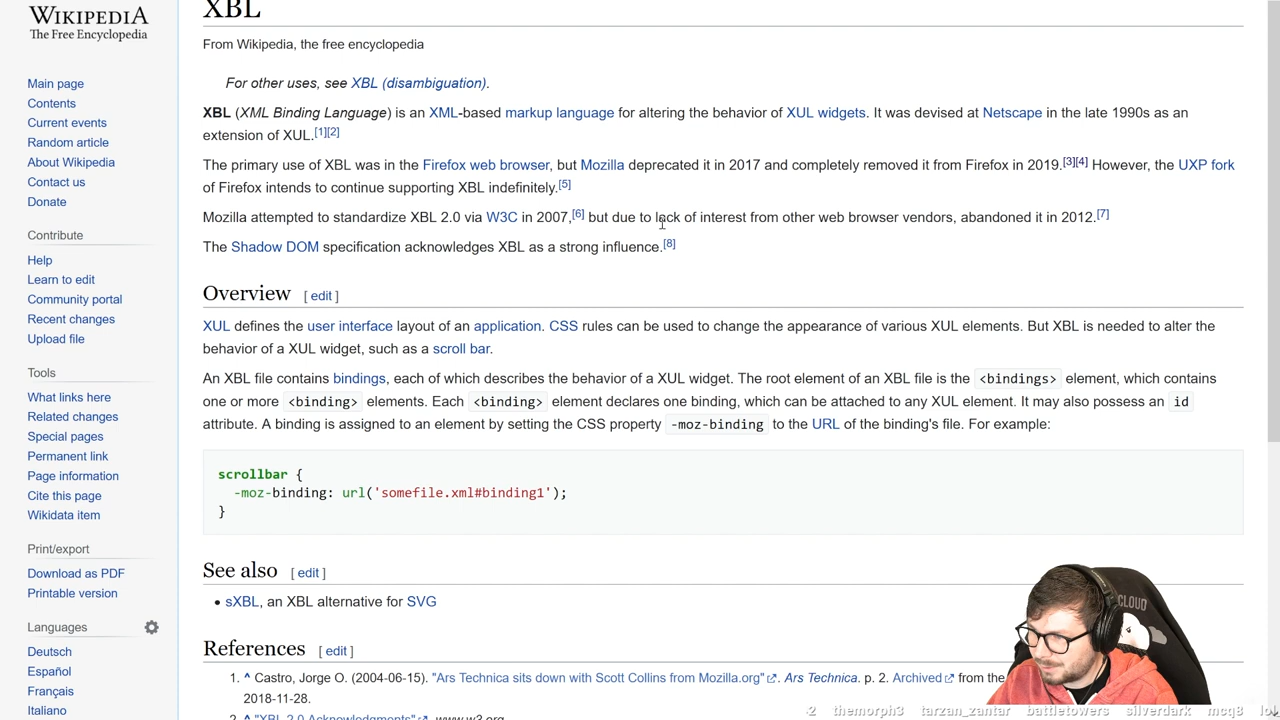 WIKIPEDIA
The Free Encyclopedia
Main page
Contents
Current events
Random article
About Wikipedia
Contact us
Donate
Contribute
Help
Learn to edit
Community portal
Recent changes
Upload file
Tools
What links here
Related changes
Special pages
Permanent link
Page information
Cite this page
Wikidata item
Print/export
Download as PDF
Printable version
Languages
Deutsch
Español
Français
Italiano
XBL
From Wikipedia, the free encyclopedia
For other uses, see XBL (disambiguation).
XBL (XML Binding Language) is an XML-based markup language for altering the behavior of XUL widgets. It was devised at Netscape in the late 1990s as an
extension of XUL.[1][2]
The primary use of XBL was in the Firefox web browser, but Mozilla deprecated it in 2017 and completely removed it from Firefox in 2019.[3][4] However, the UXP fork
of Firefox intends to continue supporting XBL indefinitely.[5]
Mozilla attempted to standardize XBL 2.0 via W3C in 2007,[6] but due to lack of interest from other web browser vendors, abandoned it in 2012.[7]
The Shadow DOM specification acknowledges XBL as a strong influence.[8]
Overview [ edit ]
XUL defines the user interface layout of an application. CSS rules can be used to change the appearance of various XUL elements. But XBL is needed to alter the
behavior of a XUL widget, such as a scroll bar.
An XBL file contains bindings, each of which describes the behavior of a XUL widget. The root element of an XBL file is the <bindings> element, which contains
one or more <binding> elements. Each <binding> element declares one binding, which can be attached to any XUL element. It may also possess an id
attribute. A binding is assigned to an element by setting the CSS property -moz-binding to the URL of the binding's file. For example:
scrollbar {
-moz-binding: url('somefile.xml#binding1');
}
See also [ edit ]
• sXBL, an XBL alternative for SVG
References [ edit ]
1. ^ Castro, Jorge O. (2004-06-15). "Ars Technica sits down with Scott Collins from Mozilla.org". Ars Technica. p. 2. Archived from the
2018-11-28.
2. ^ "XBL 2.0 Acknowledgments". www.w3.org.
CLOUD
themorph3 tarzan_zantar battletowers silverdark mcq8